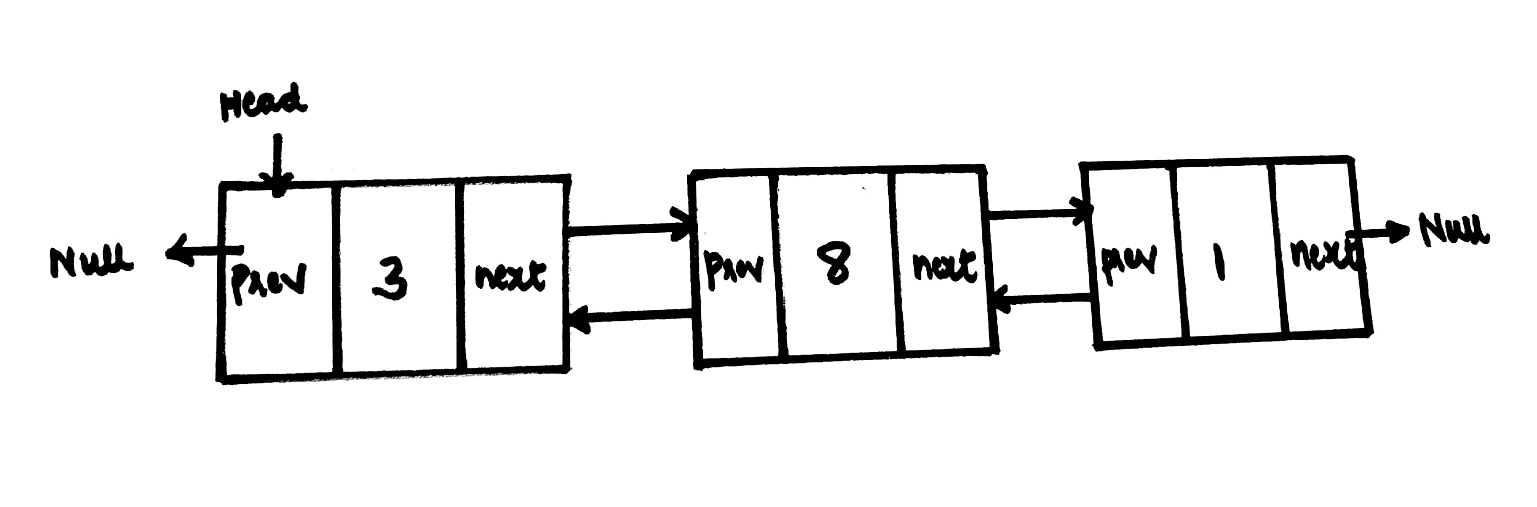 Head
Null
prev 3 next
prev 8 next
prev 1 next
Null